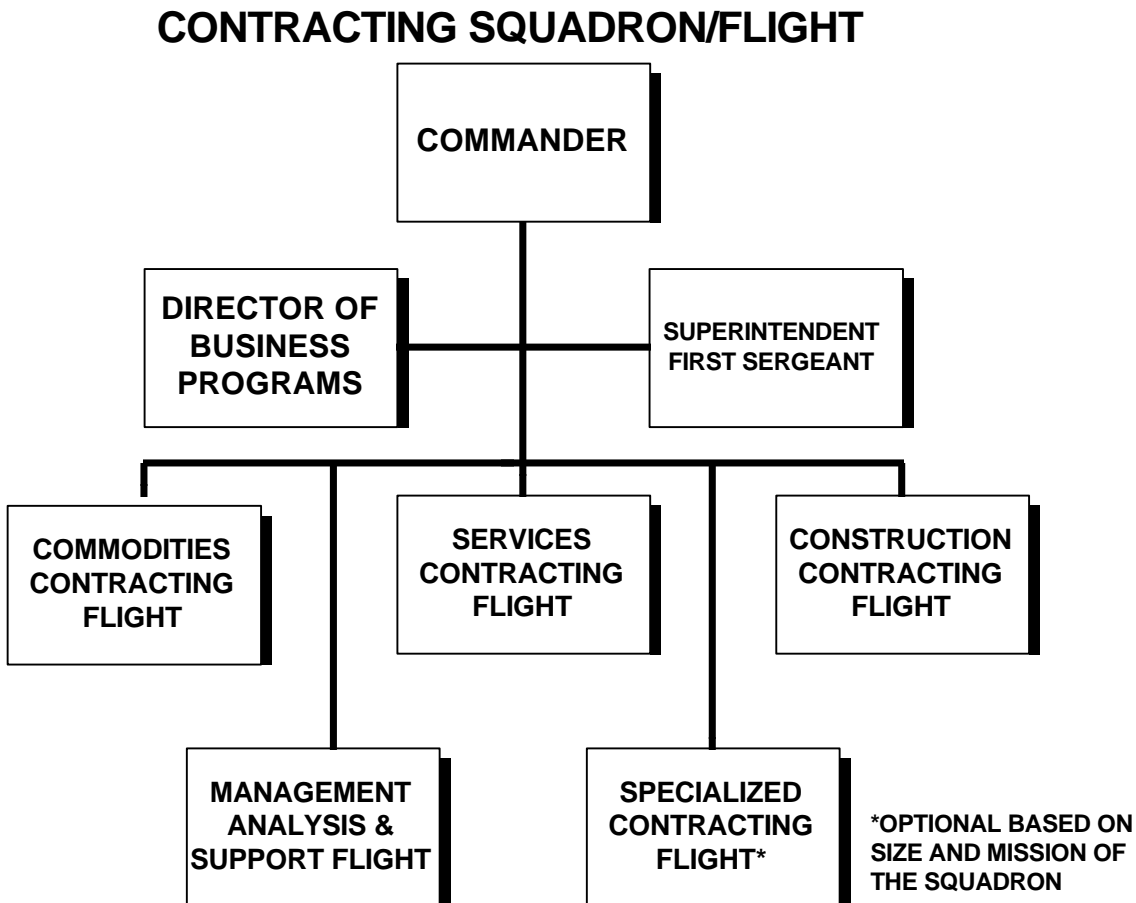 CONTRACTING SQUADRON/FLIGHT
COMMANDER
DIRECTOR OF
BUSINESS
PROGRAMS
SUPERINTENDENT
FIRST SERGEANT
COMMODITIES
CONTRACTING
FLIGHT
SERVICES
CONTRACTING
FLIGHT
CONSTRUCTION
CONTRACTING
FLIGHT
MANAGEMENT
ANALYSIS &
SUPPORT FLIGHT
SPECIALIZED
CONTRACTING
FLIGHT*
*OPTIONAL BASED ON
SIZE AND MISSION OF
THE SQUADRON